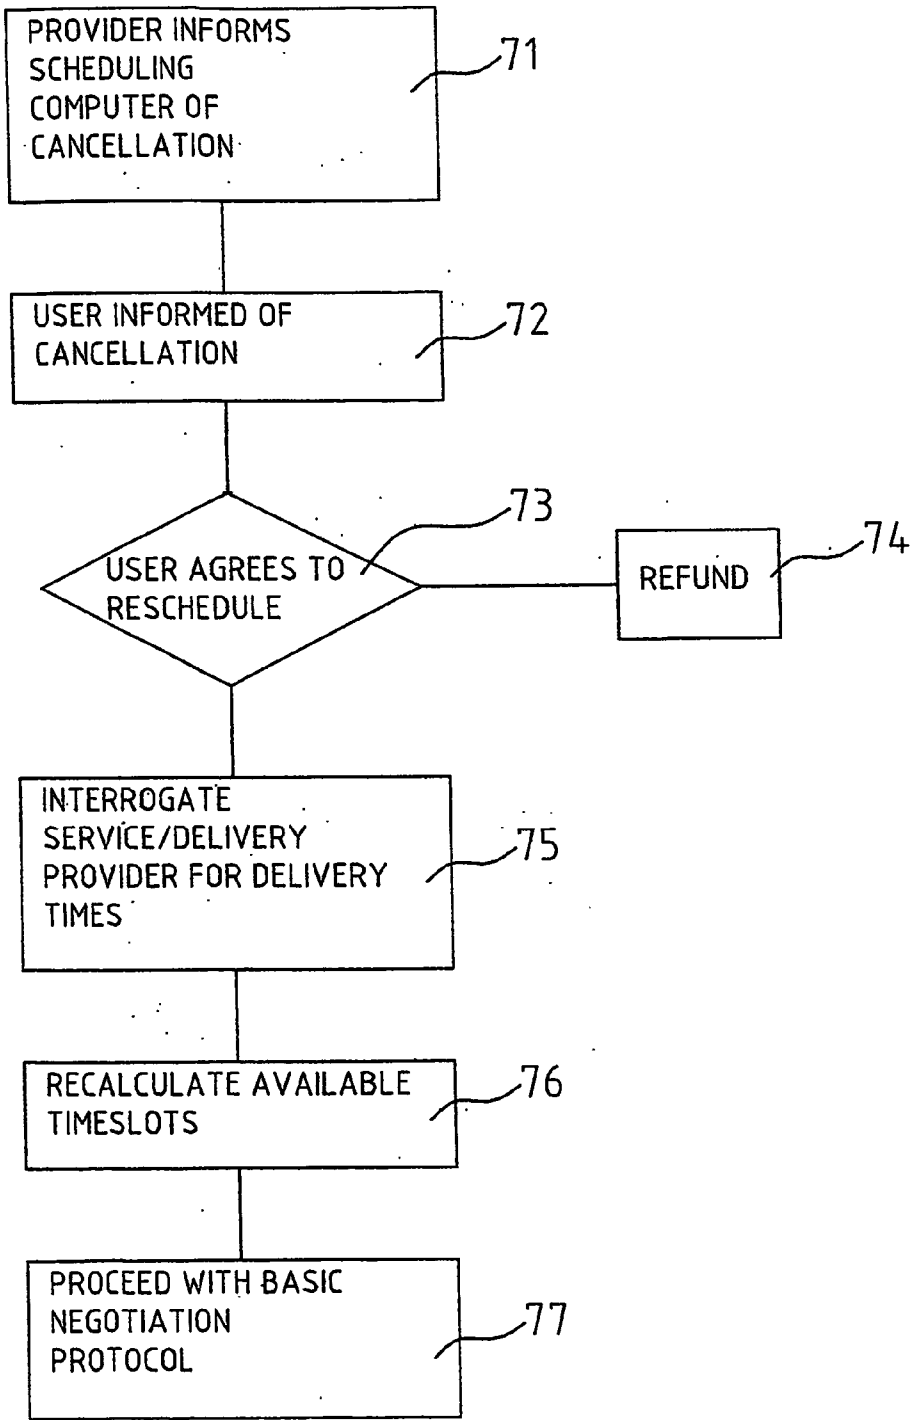 PROVIDER INFORMS
SCHEDULING
COMPUTER OF
CANCELLATION
71
USER INFORMED OF
CANCELLATION
72
USER AGREES TO
RESCHEDULE
73
REFUND
74
INTERROGATE
SERVICE/DELIVERY
PROVIDER FOR DELIVERY
TIMES
75
RECALCULATE AVAILABLE
TIMESLOTS
76
PROCEED WITH BASIC
NEGOTIATION
PROTOCOL
77